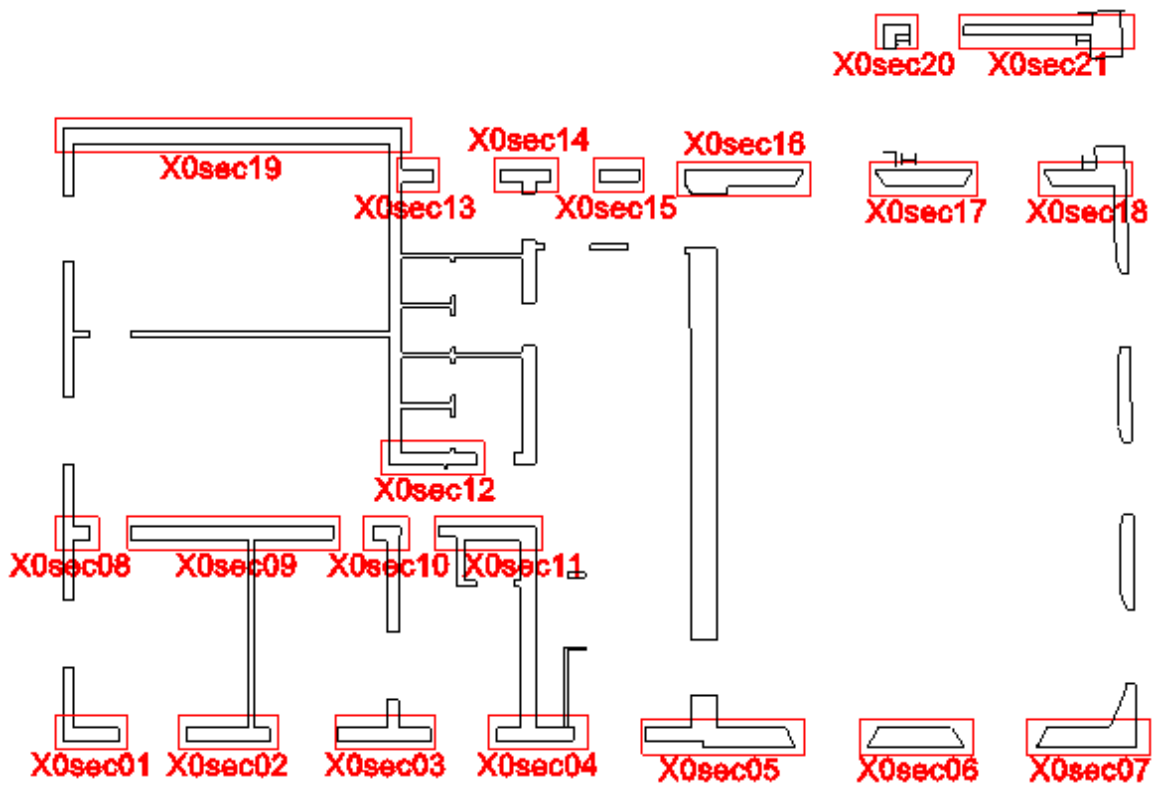 X0sec20 X0sec21
X0sec14 X0sec16
X0sec19
X0sec13 X0sec15 X0sec17 X0sec18
X0sec12
X0sec08 X0sec09 X0sec10 X0sec11
X0sec01 X0sec02 X0sec03 X0sec04 X0sec05 X0sec06 X0sec07